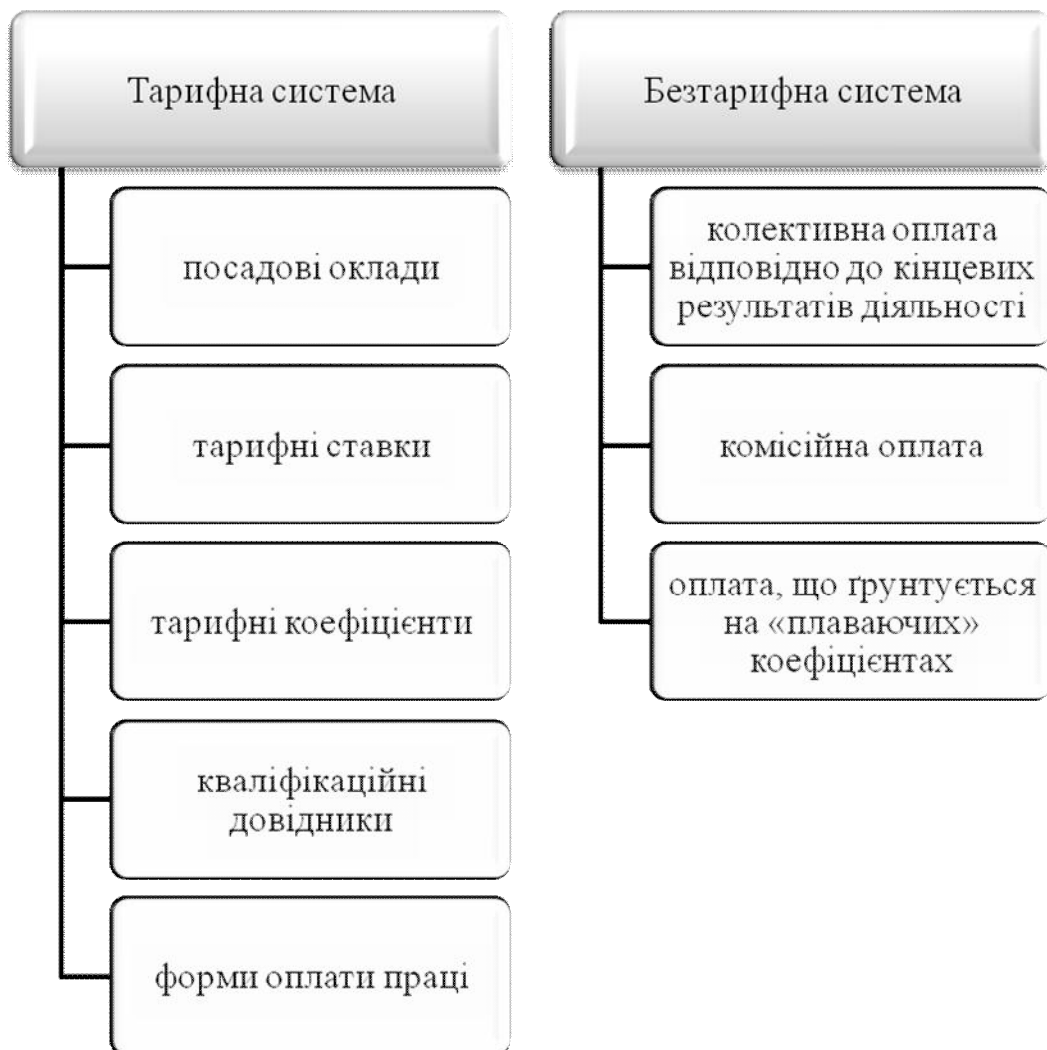 Тарифна система
посадові оклади
тарифні ставки
тарифні коефіцієнти
кваліфікаційні
довідники
форми оплати праці
Безтарифна система
колективна оплата
відповідно до кінцевих
результатів діяльності
комісійна оплата
оплата, що ґрунтується
на «плаваючих»
коефіцієнтах